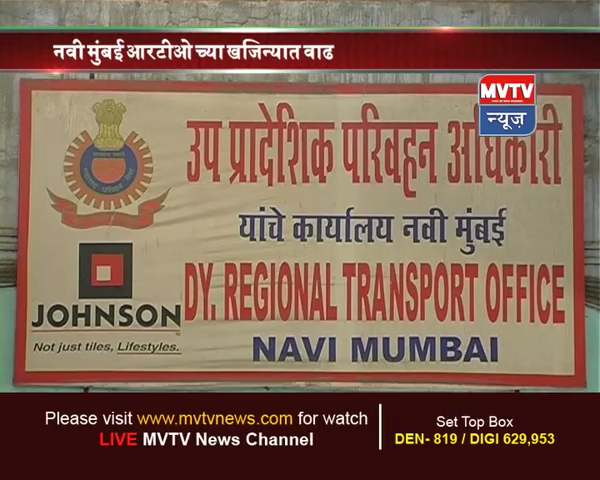 नवी मुंबई आरटीओ च्या खजिन्यात वाढ
MVTV
न्यूज़
उप प्रादेशिक परिवहन अधिकारी
यांचे कार्यालय नवी मुंबई
DY. REGIONAL TRANSPORT OFFICE
NAVI MUMBAI
JOHNSON
Not just tiles, Lifestyles.
Please visit www.mvtvnews.com for watch
LIVE MVTV News Channel
Set Top Box
DEN- 819 / DIGI 629,953